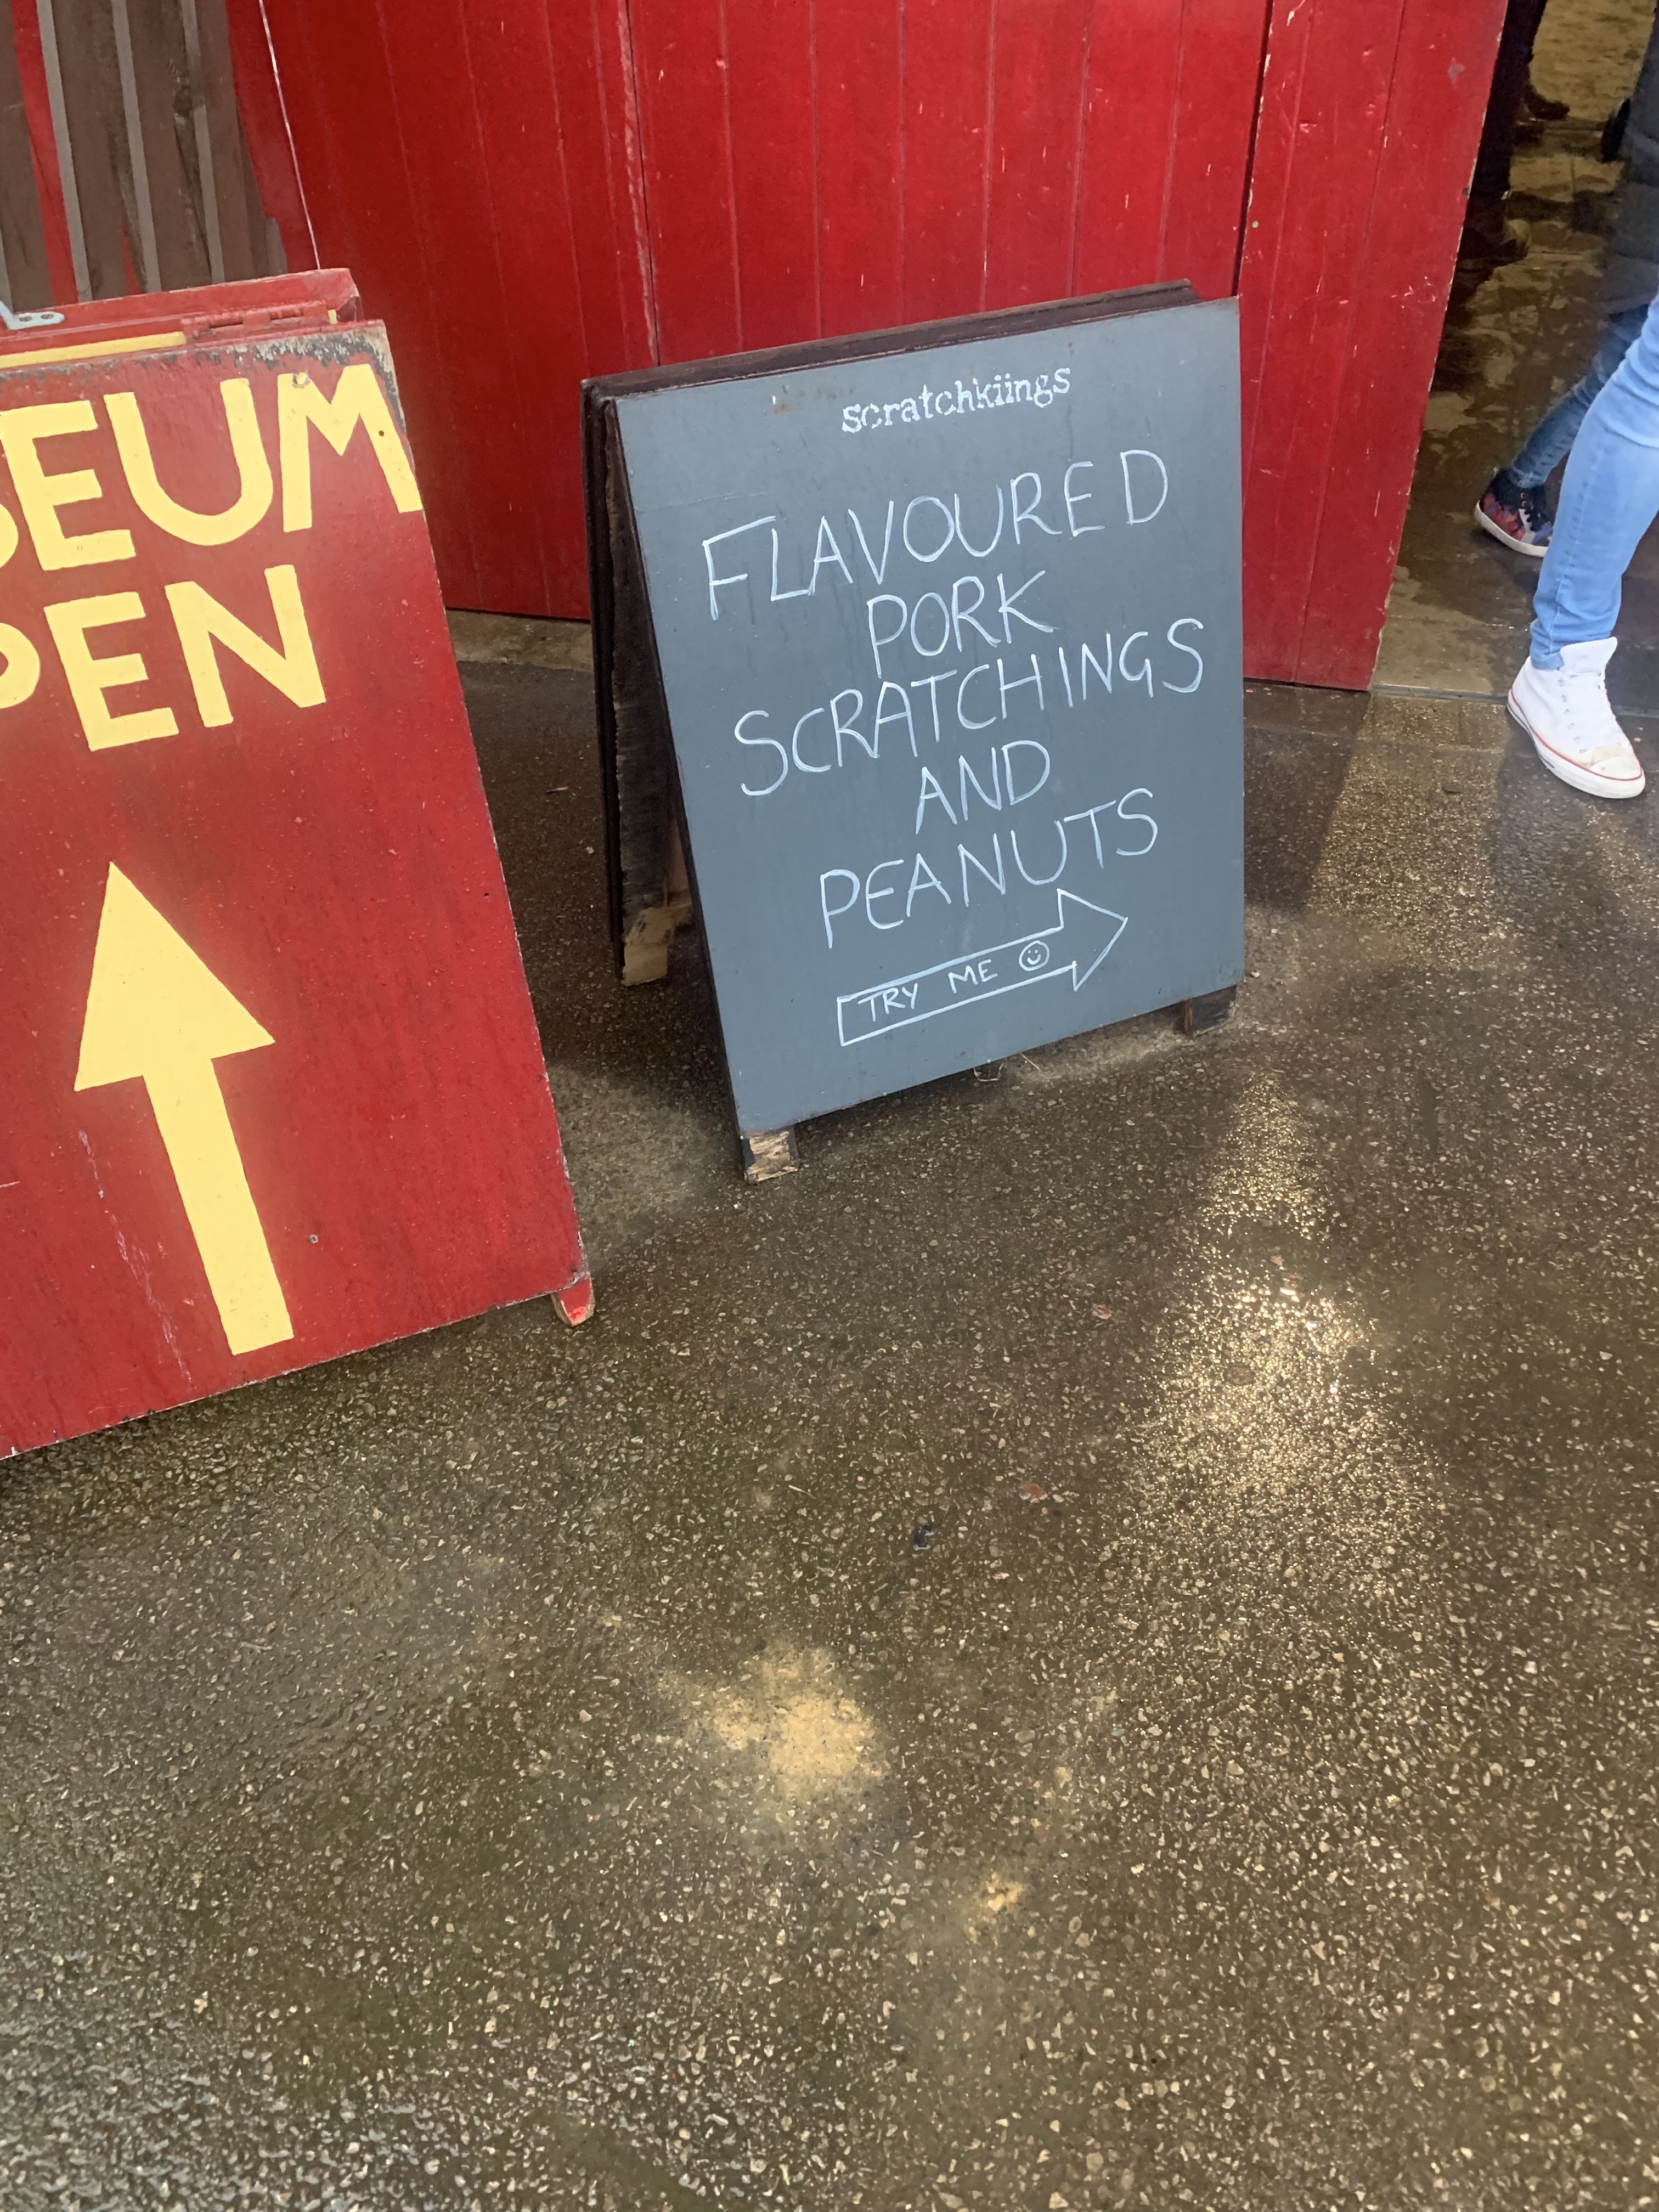 SEUM
PEN
scratchkiings
FLAVOURED
PORK
SCRATCHINGS
AND
PEANUTS
TRY ME